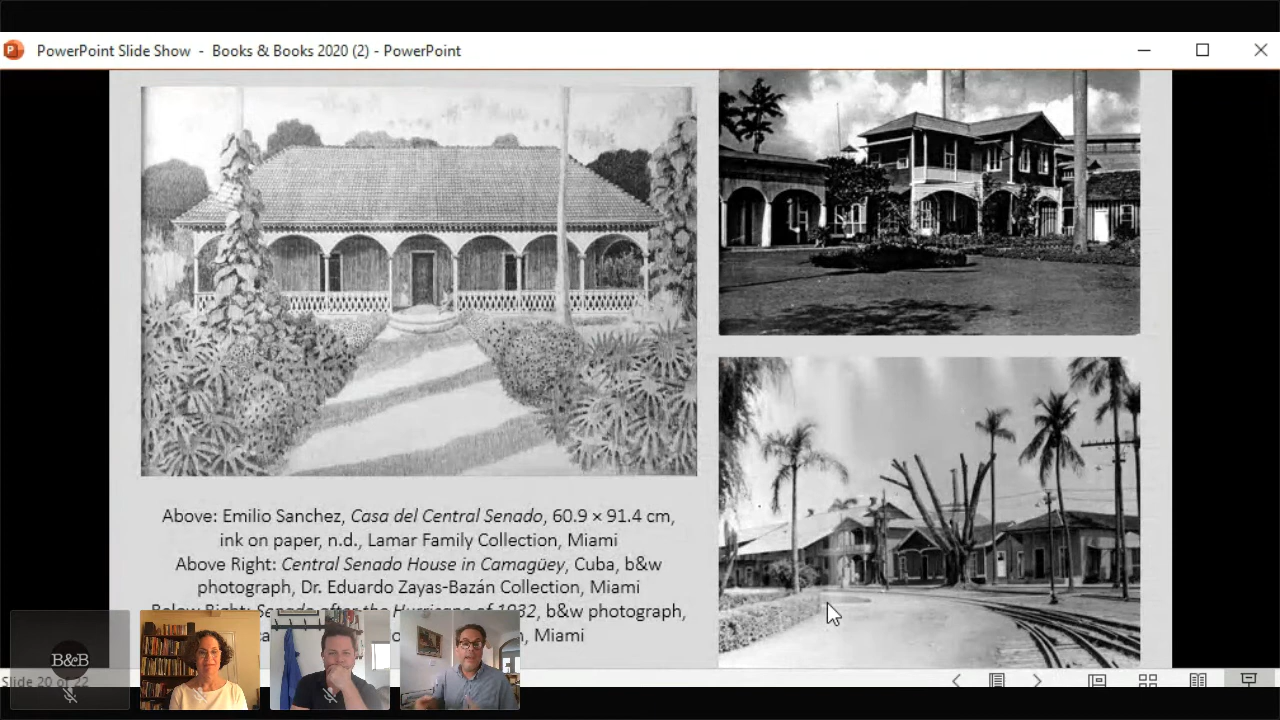 PowerPoint Slide Show - Books & Books 2020 (2) - PowerPoint
Above: Emilio Sanchez, Casa del Central Senado, 60.9 × 91.4 cm,
ink on paper, n.d., Lamar Family Collection, Miami
Above Right: Central Senado House in Camagüey, Cuba, b&w
photograph, Dr. Eduardo Zayas-Bazán Collection, Miami
Below Right: Senado after the Hurricane of 1932, b&w photograph,
Miami
B&B
Slide 20 of 22